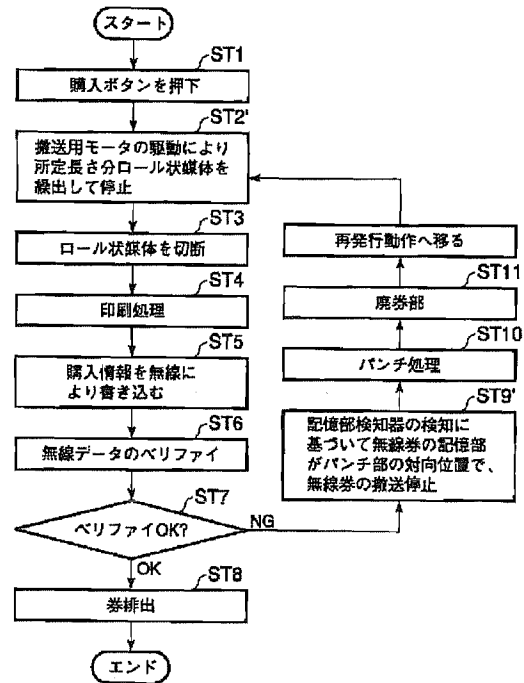 スタート
ST1
購入ボタンを押下
ST2'
搬送用モータの駆動により
所定長さ分ロール状媒体を
繰出して停止
ST3
ロール状媒体を切断
ST4
印刷処理
ST5
購入情報を無線に
より書き込む
ST6
無線データのベリファイ
ST7
ベリファイOK?
NG
OK
ST8
券排出
エンド
再発行動作へ移る
ST11
廃券部
ST10
パンチ処理
ST9'
記憶部検知器の検知に
基づいて無線券の記憶部
がパンチ部の対向位置で、
無線券の搬送停止